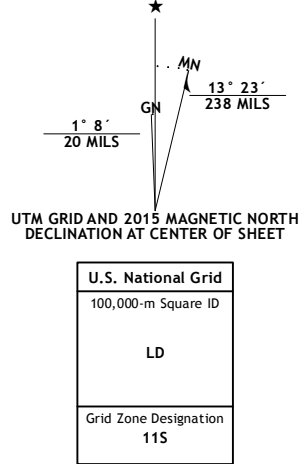 ★
MN
13° 23´
238 MILS
GN
1° 8´
20 MILS
UTM GRID AND 2015 MAGNETIC NORTH
DECLINATION AT CENTER OF SHEET
U.S. National Grid
100,000-m Square ID
LD
Grid Zone Designation
11S